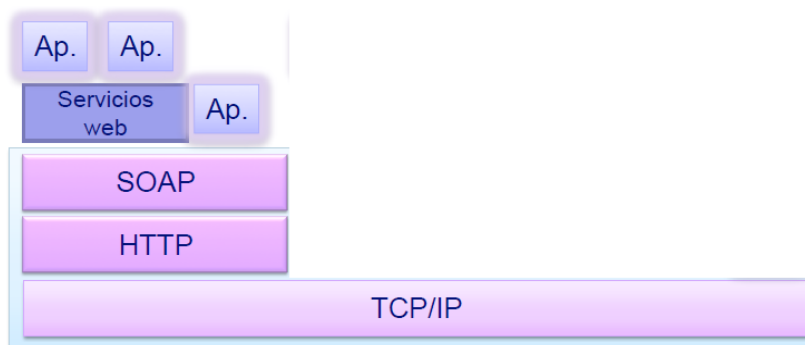 Ap.
Ap.
Servicios
web
Ap.
SOAP
HTTP
TCP/IP